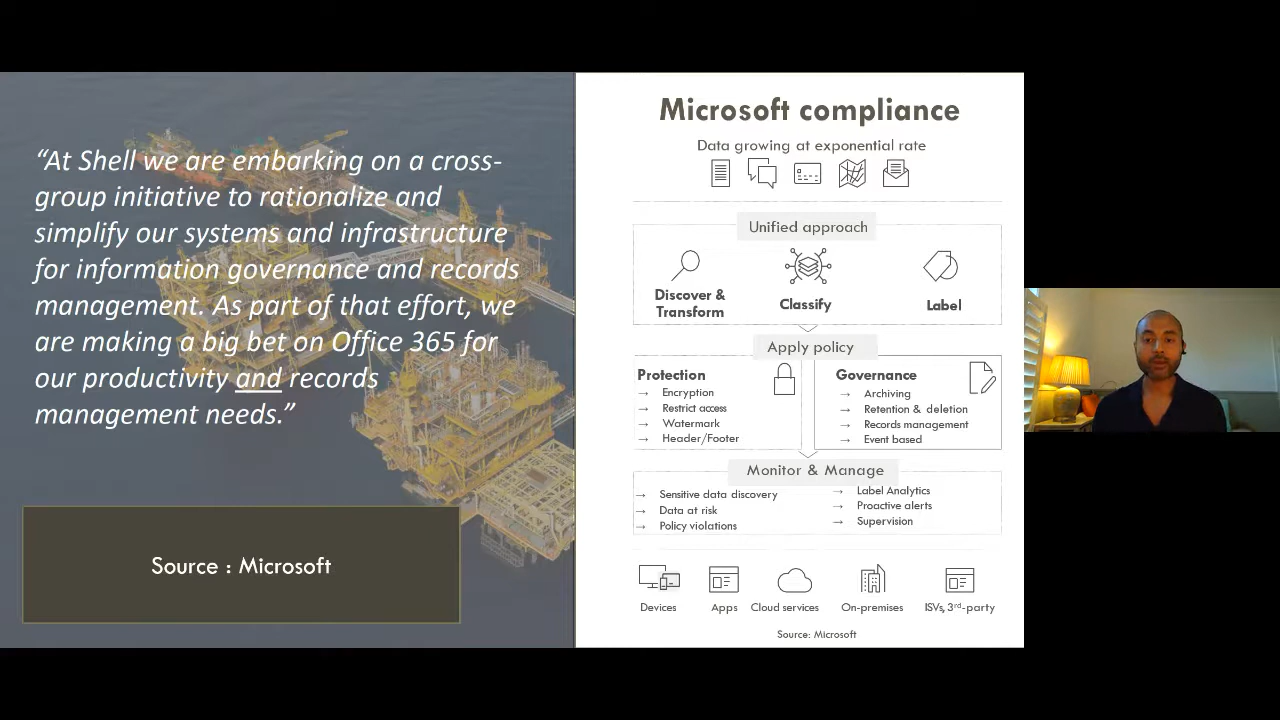 “At Shell we are embarking on a cross-
group initiative to rationalize and
simplify our systems and infrastructure
for information governance and records
management. As part of that effort, we
are making a big bet on Office 365 for
our productivity and records
management needs.”
Source : Microsoft
Microsoft compliance
Data growing at exponential rate
Unified approach
Discover &
Transform
Classify
Label
Apply policy
Protection
→ Encryption
→ Restrict access
→ Watermark
→ Header/Footer
Governance
→ Archiving
→ Retention & deletion
→ Records management
→ Event based
Monitor & Manage
→ Sensitive data discovery
→ Data at risk
→ Policy violations
→ Label Analytics
→ Proactive alerts
→ Supervision
Devices
Apps
Cloud services
On-premises
ISVs, 3rd-party
Source: Microsoft